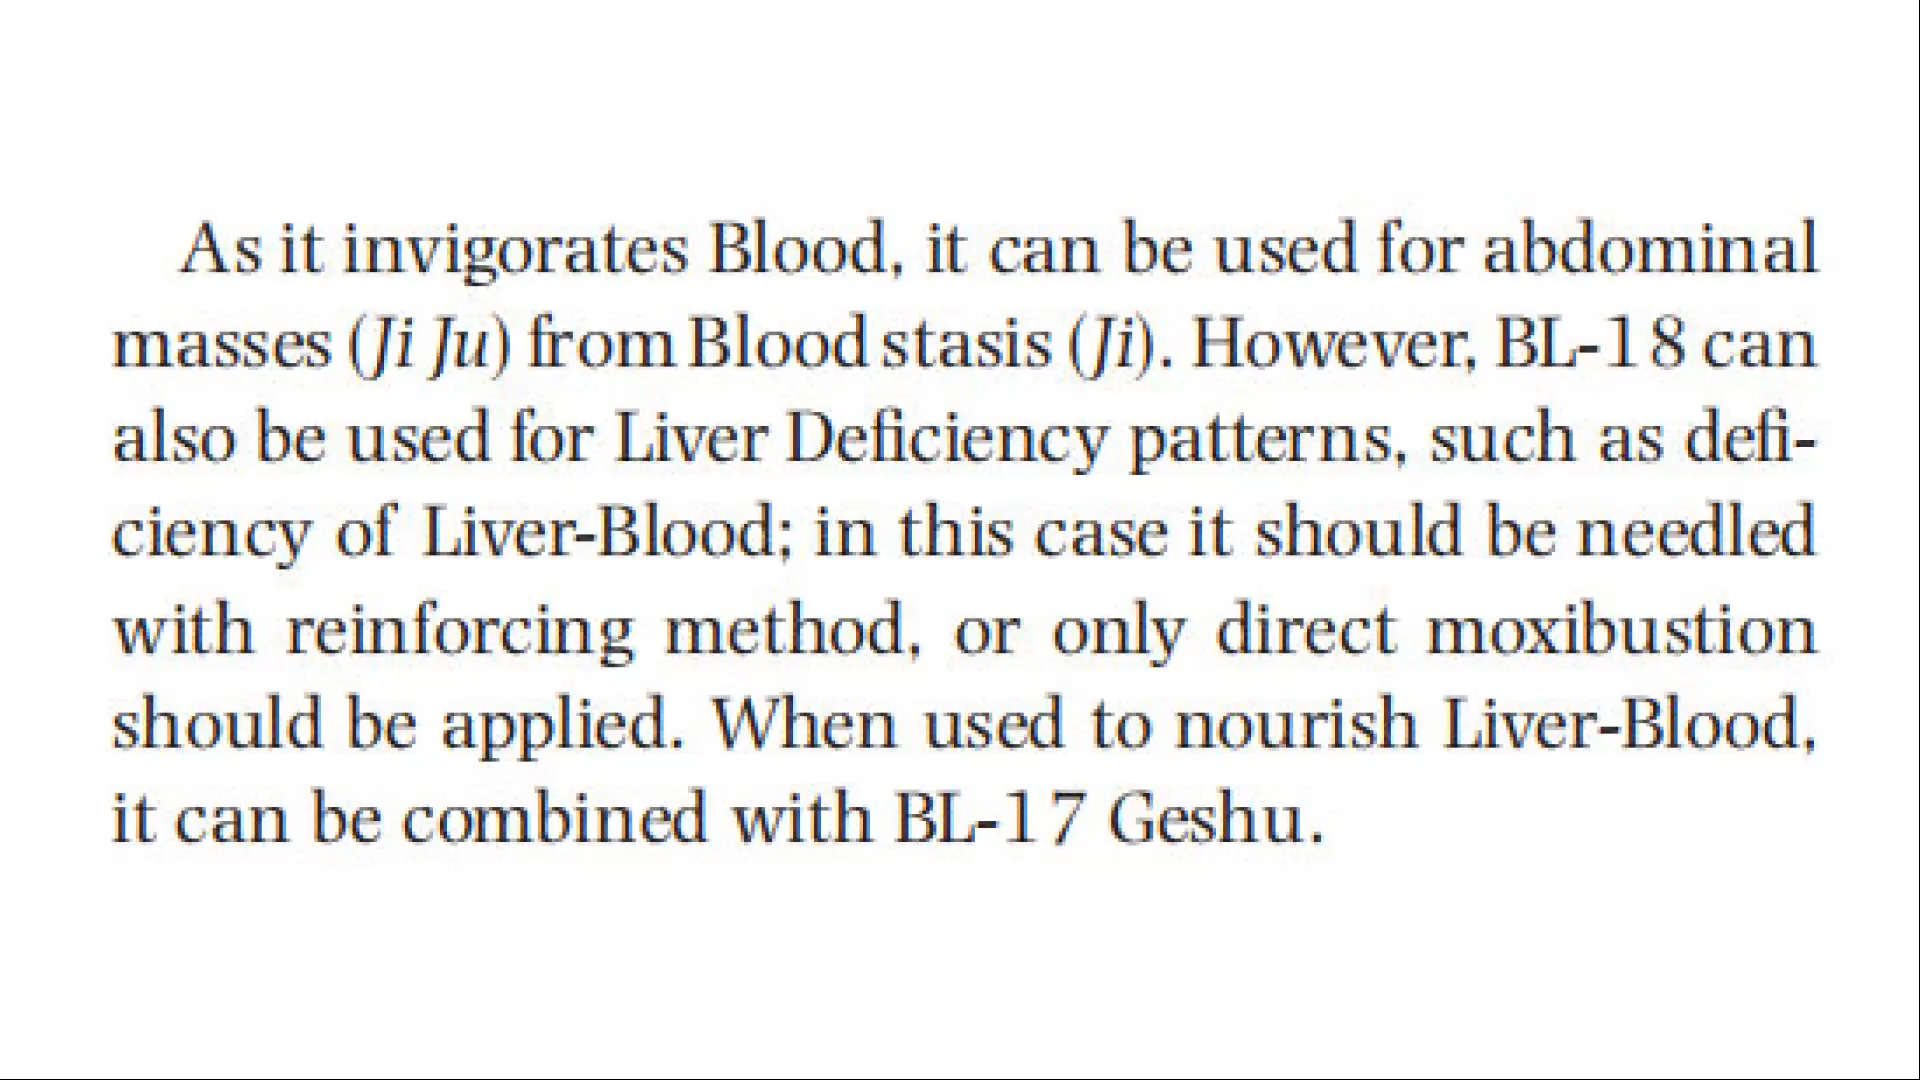 As it invigorates Blood, it can be used for abdominal
masses (Ji Ju) from Blood stasis (Ji). However, BL-18 can
also be used for Liver Deficiency patterns, such as defi-
ciency of Liver-Blood; in this case it should be needled
with reinforcing method, or only direct moxibustion
should be applied. When used to nourish Liver-Blood,
it can be combined with BL-17 Geshu.